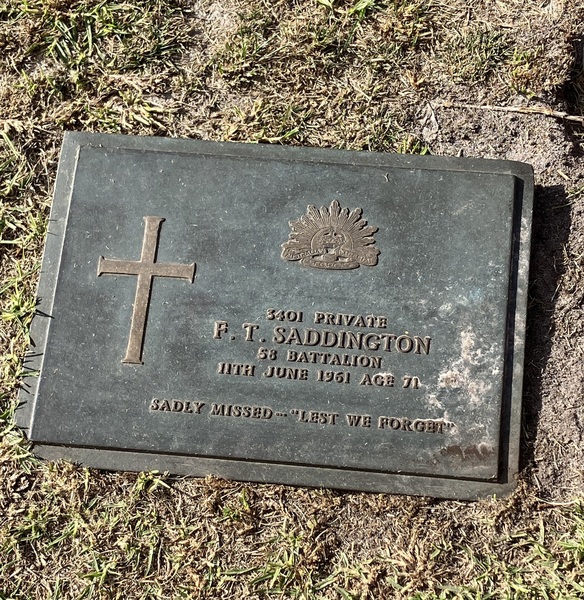 3401 PRIVATE
F. T. SADDINGTON
58 BATTALION
11TH JUNE 1961 AGE 71
SADLY MISSED — "LEST WE FORGET"